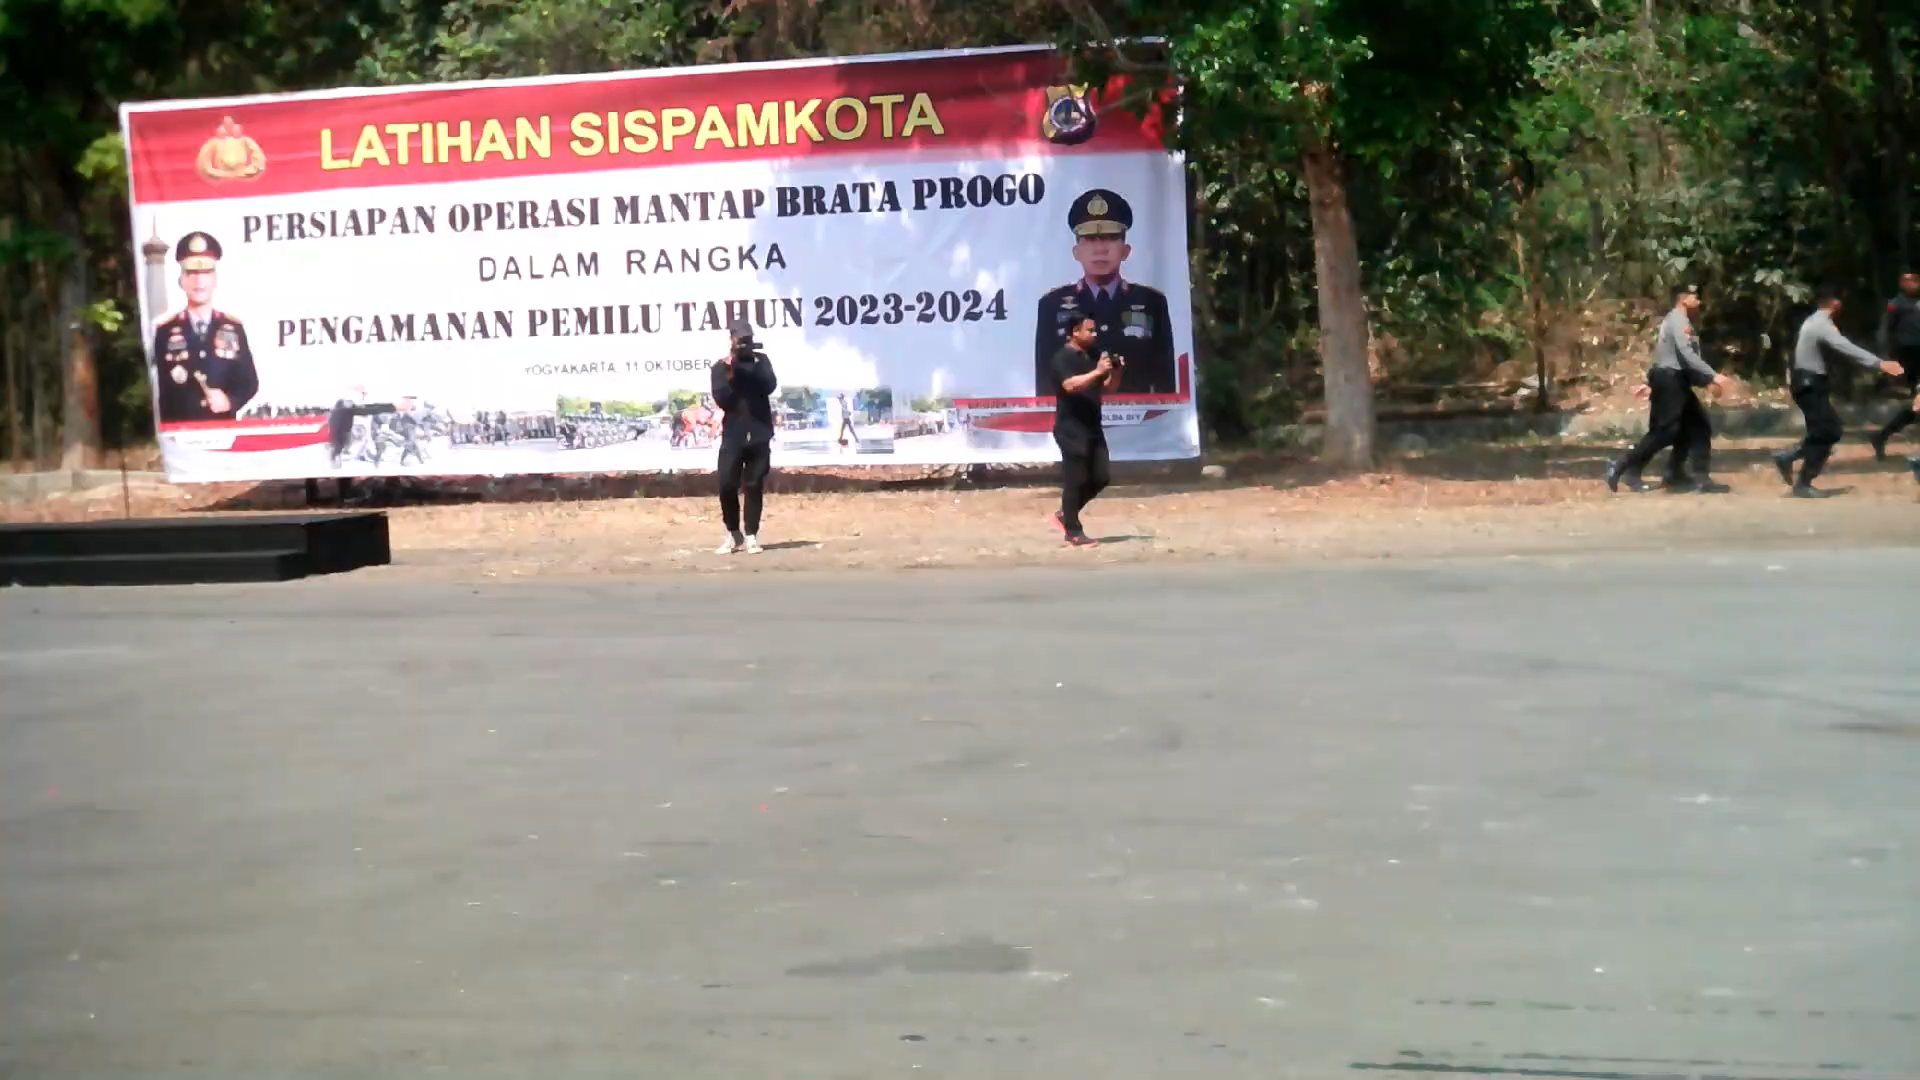 LATIHAN SISPAMKOTA
PERSIAPAN OPERASI MANTAP BRATA PROGO
DALAM RANGKA
PENGAMANAN PEMILU TAHUN 2023-2024
YOGYAKARTA, 11 OKTOBER